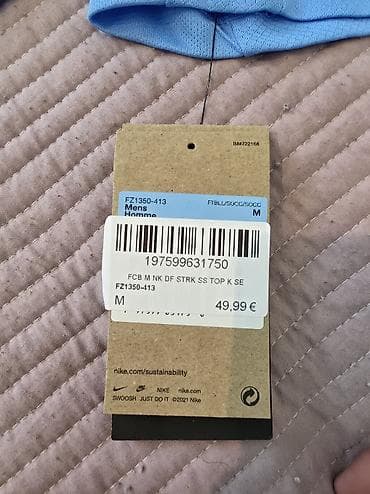 FZ1350-413
FTBLL/SOCC/SOCC
Mens
M
Homme
197599631750
FCB M NK DF STRK SS TOP K SE
FZ1350-413
M
49,99 €
nike.com/sustainability
NIKE nike.com
SWOOSH JUST DO IT ©2021 Nike